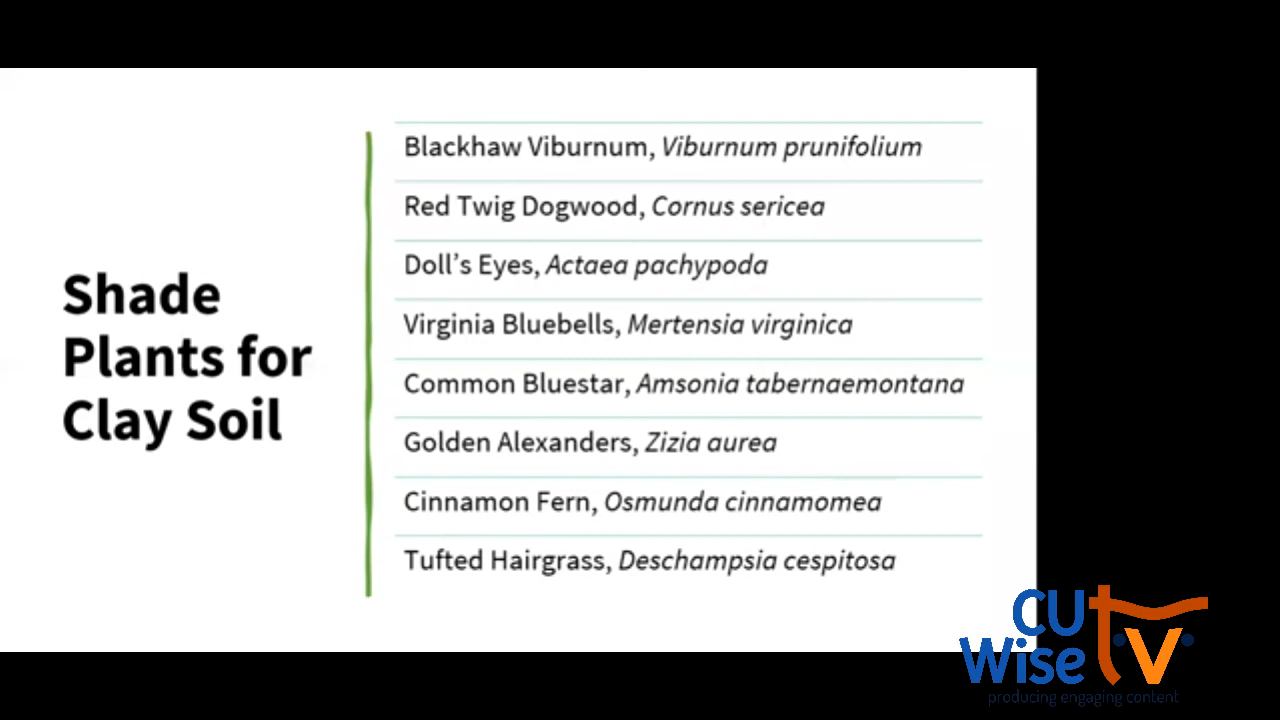 Shade
Plants for
Clay Soil
Blackhaw Viburnum, Viburnum prunifolium
Red Twig Dogwood, Cornus sericea
Doll’s Eyes, Actaea pachypoda
Virginia Bluebells, Mertensia virginica
Common Bluestar, Amsonia tabernaemontana
Golden Alexanders, Zizia aurea
Cinnamon Fern, Osmunda cinnamomea
Tufted Hairgrass, Deschampsia cespitosa
CU
Wise tv
producing engaging content